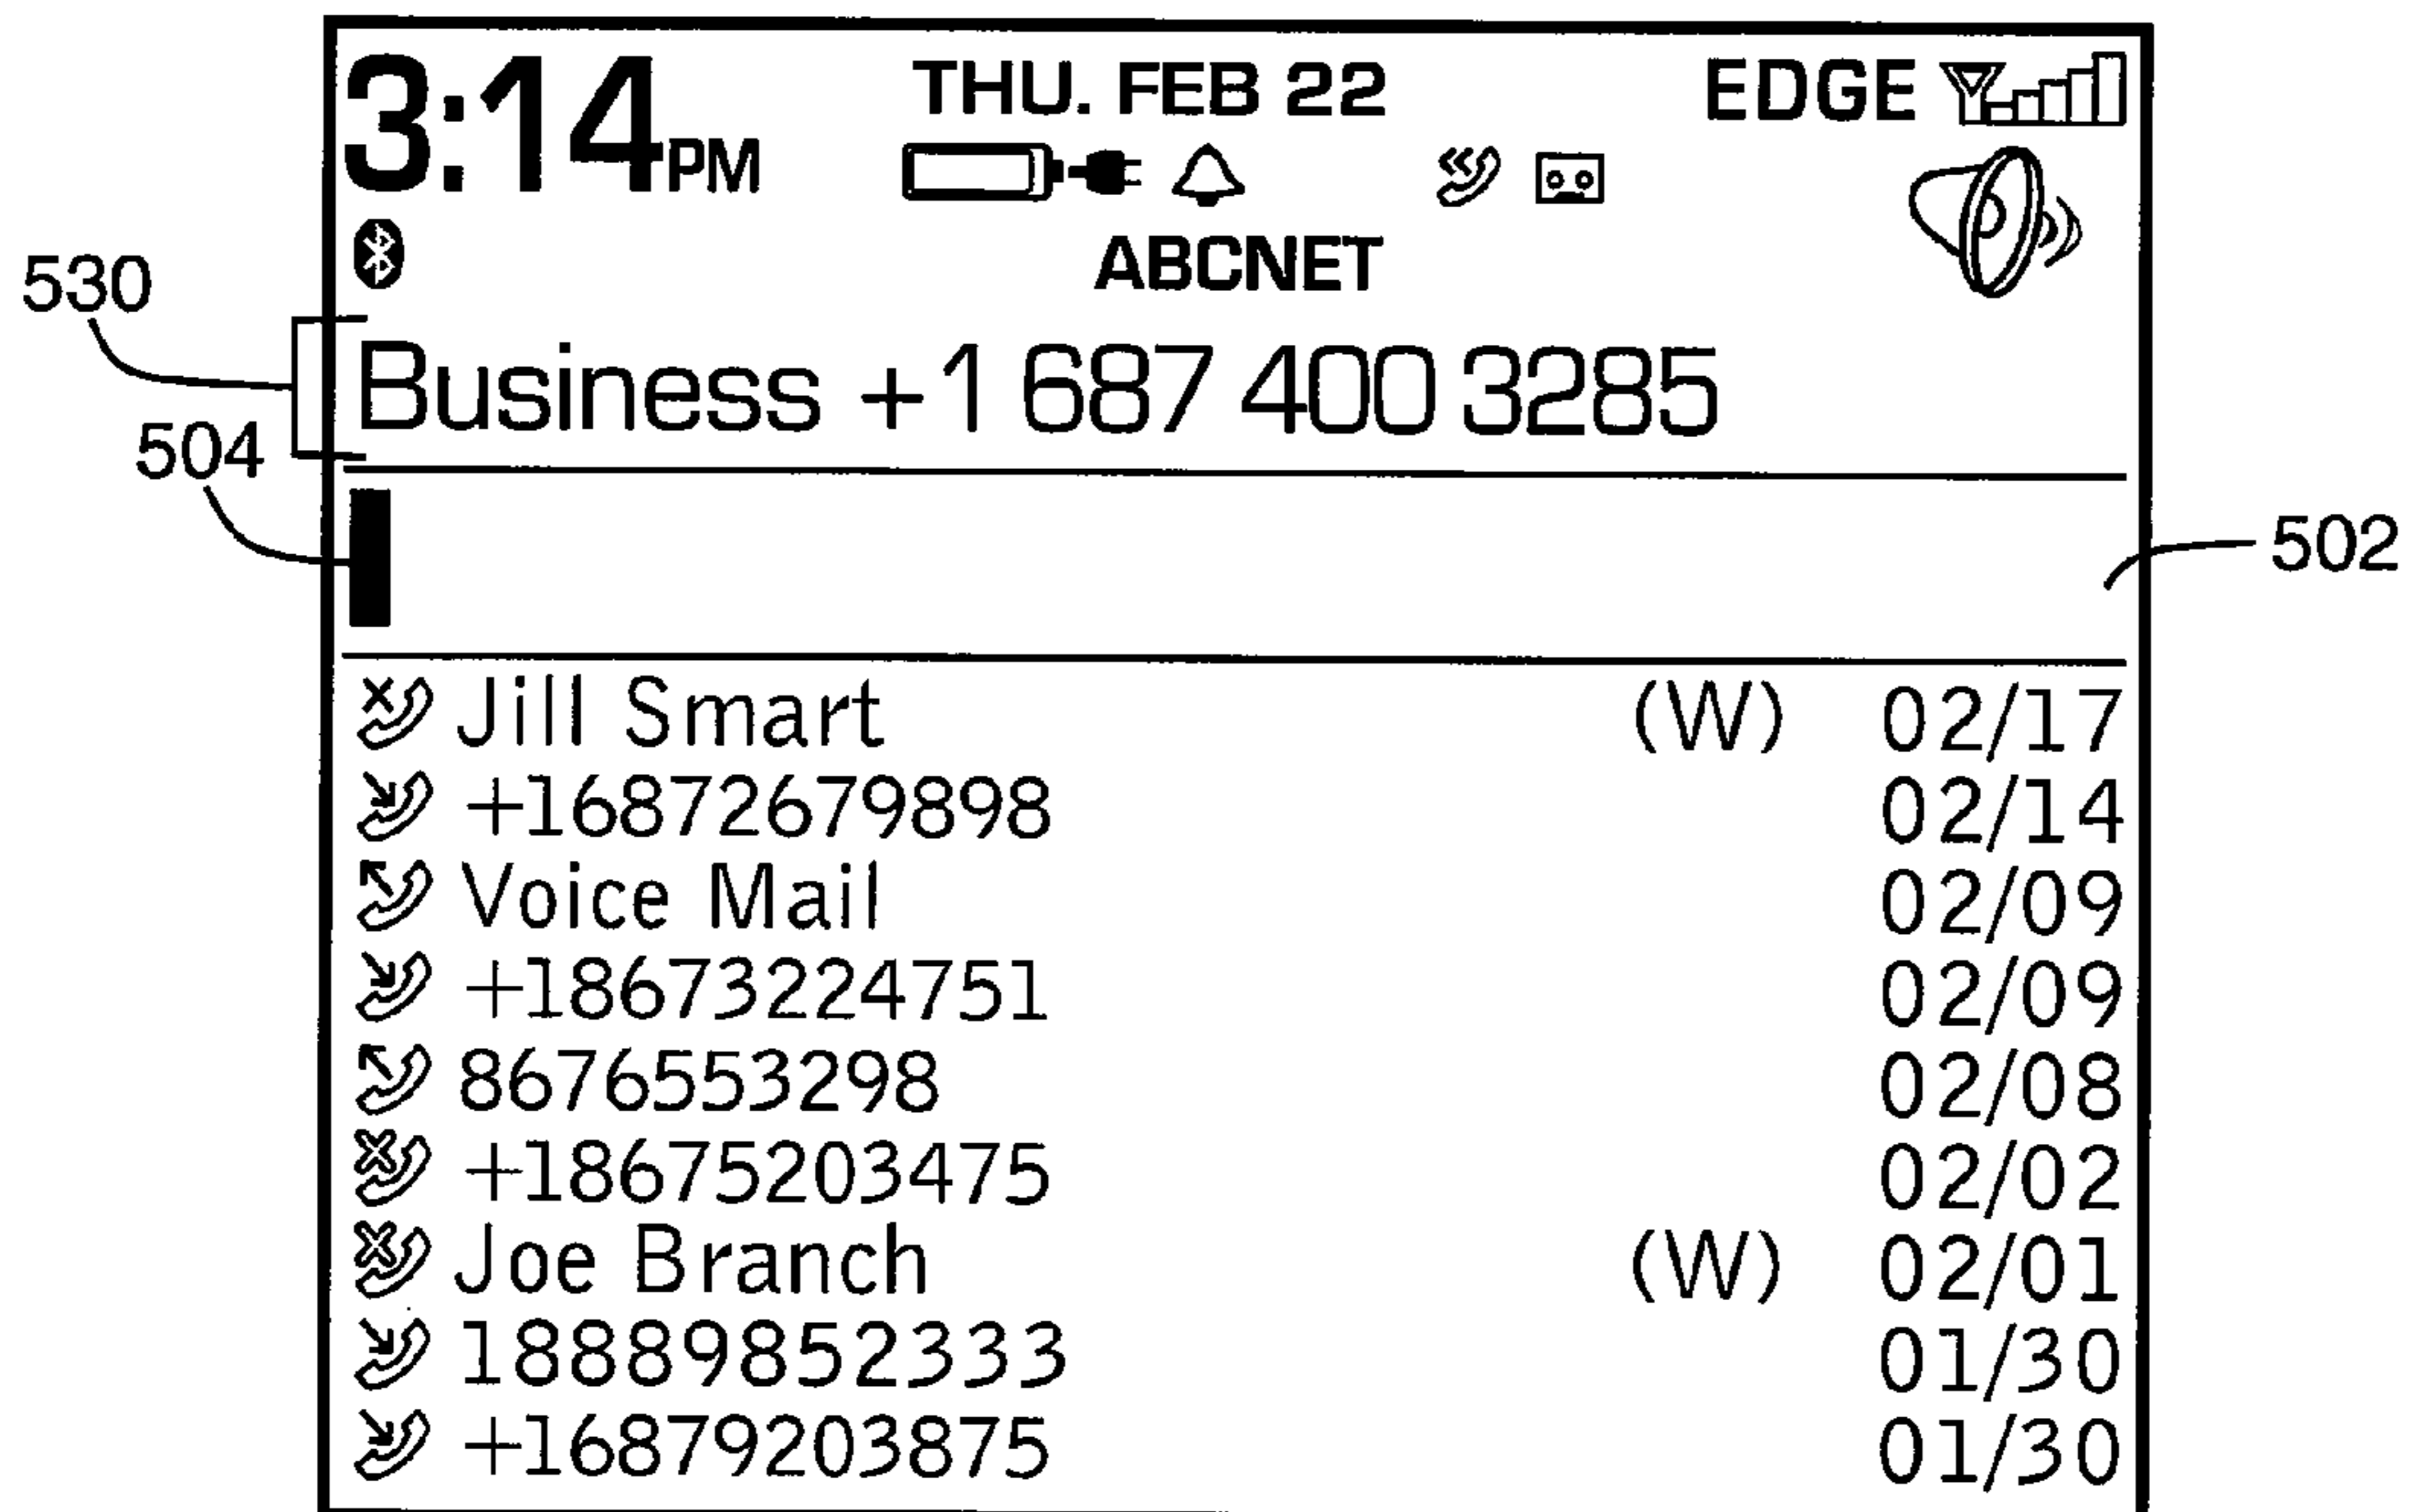 3:14PM THU. FEB 22 EDGE
ABCNET
530
Business +1 687 400 3285
504
502
Jill Smart (W) 02/17
+16872679898 02/14
Voice Mail 02/09
+18673224751 02/09
8676553298 02/08
+18675203475 02/02
Joe Branch (W) 02/01
18889852333 01/30
+16879203875 01/30